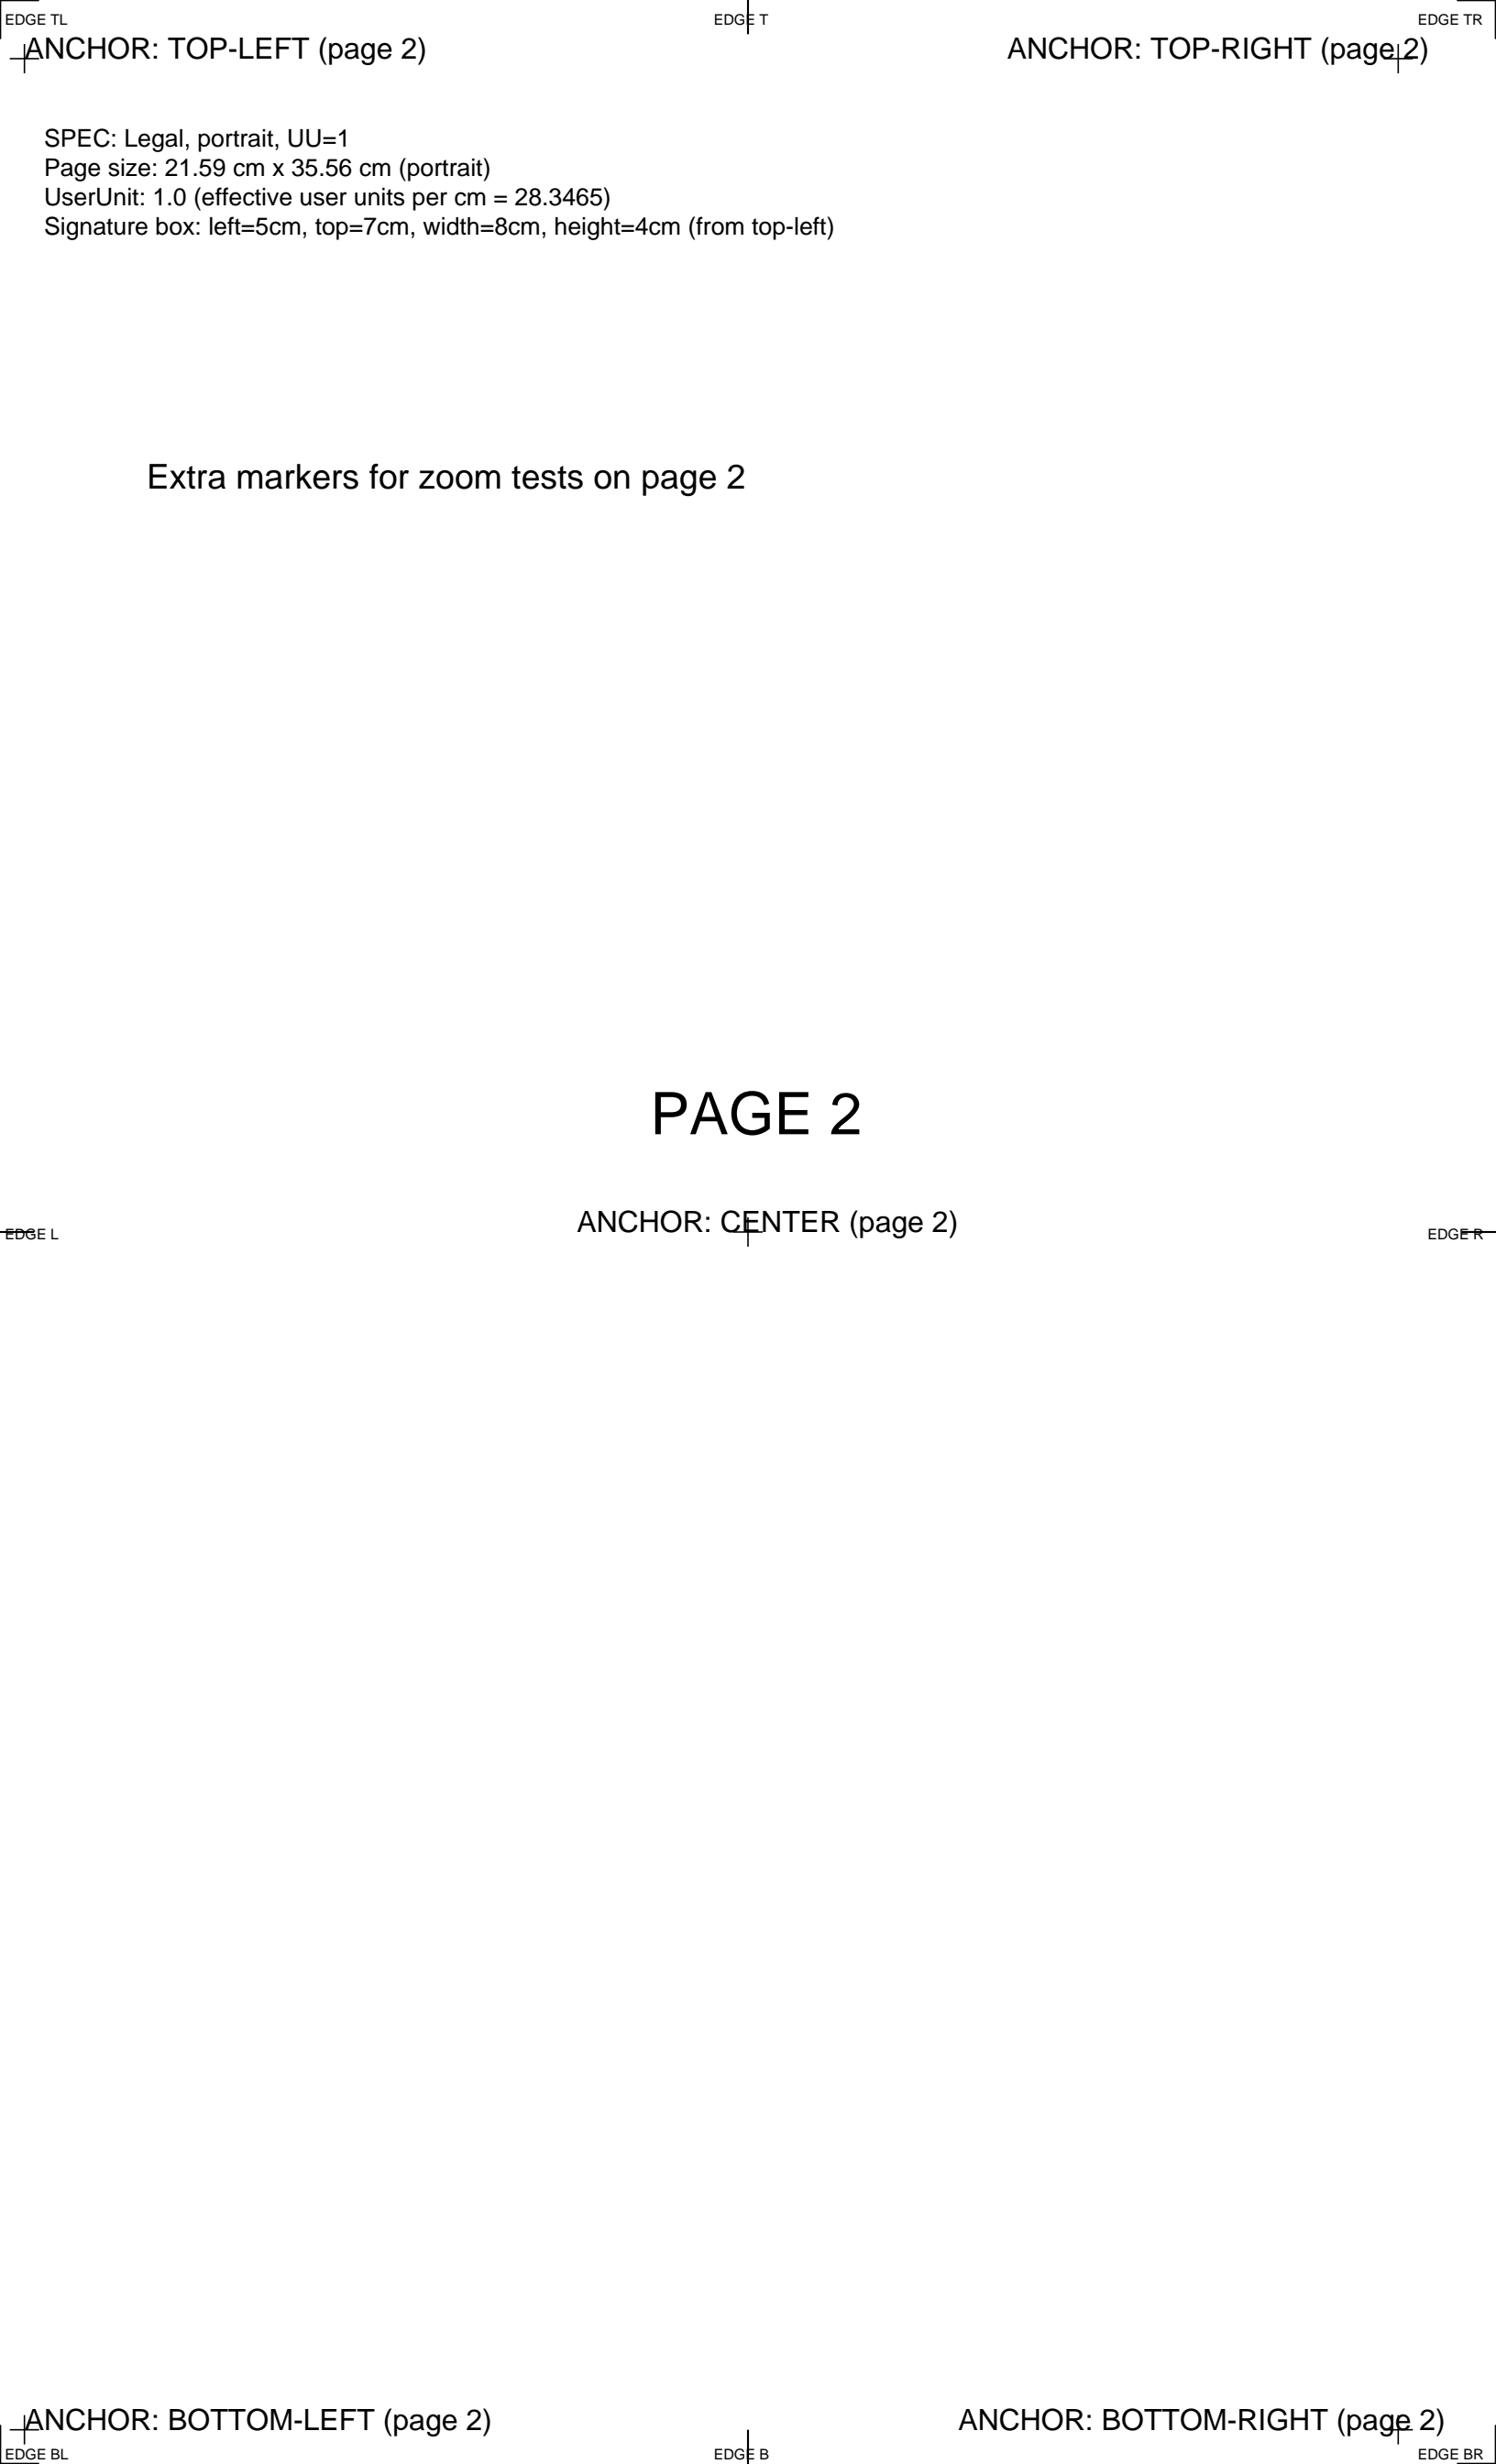 EDGE TL
EDGE T
EDGE TR
ANCHOR: TOP-LEFT (page 2)
ANCHOR: TOP-RIGHT (page 2)
SPEC: Legal, portrait, UU=1
Page size: 21.59 cm x 35.56 cm (portrait)
UserUnit: 1.0 (effective user units per cm = 28.3465)
Signature box: left=5cm, top=7cm, width=8cm, height=4cm (from top-left)
Extra markers for zoom tests on page 2
PAGE 2
ANCHOR: CENTER (page 2)
EDGE L
EDGE R
ANCHOR: BOTTOM-LEFT (page 2)
ANCHOR: BOTTOM-RIGHT (page 2)
EDGE BL
EDGE B
EDGE BR